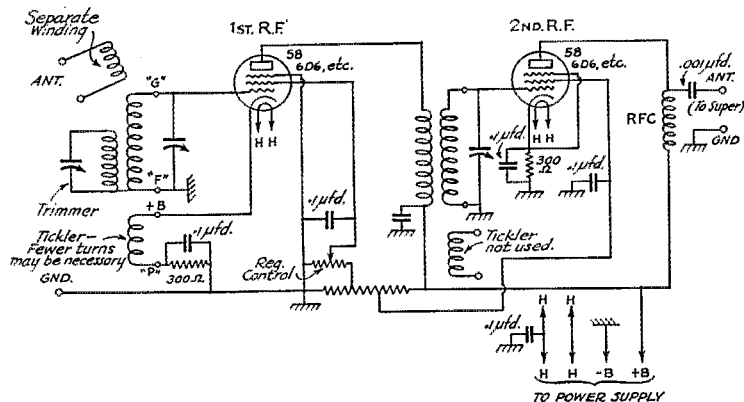 Separate
Winding
ANT.
1ST. R.F.
58
6D6, etc.
"G"
H H
"F"
Trimmer
+B
Tickler-
Fewer turns
may be necessary
"P"
.1μfd.
300Ω
GND.
.1μfd.
Reg.
Control
2ND. R.F.
58
6D6, etc.
H H
.1μfd.
300
Ω
.1μfd.
Tickler
not used.
.001μfd.
ANT.
(To Super)
RFC
GND
H H
.1μfd.
H H -B +B
TO POWER SUPPLY